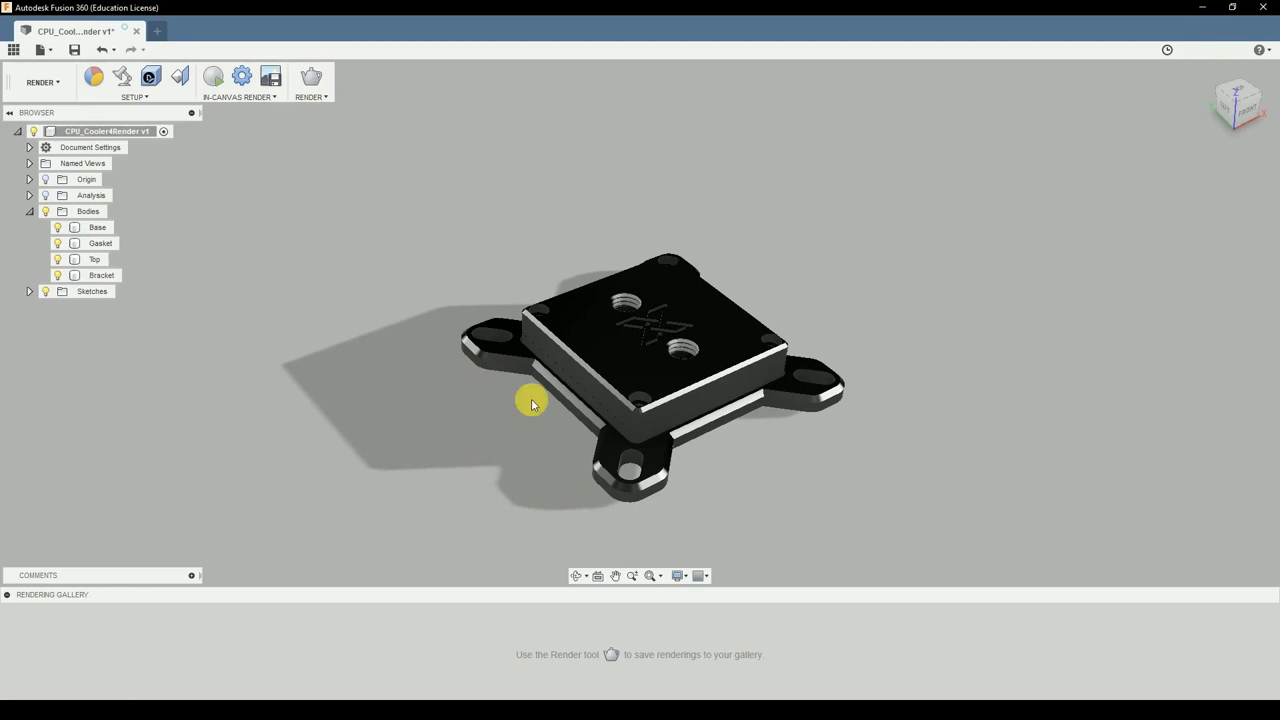 Autodesk Fusion 360 (Education License)
CPU_Cool...nder v1*
RENDER
SETUP
IN-CANVAS RENDER
RENDER
BROWSER
CPU_Cooler4Render v1
Document Settings
Named Views
Origin
Analysis
Bodies
Base
Gasket
Top
Bracket
Sketches
Z
FRONT
X
COMMENTS
RENDERING GALLERY
Use the Render tool to save renderings to your gallery.